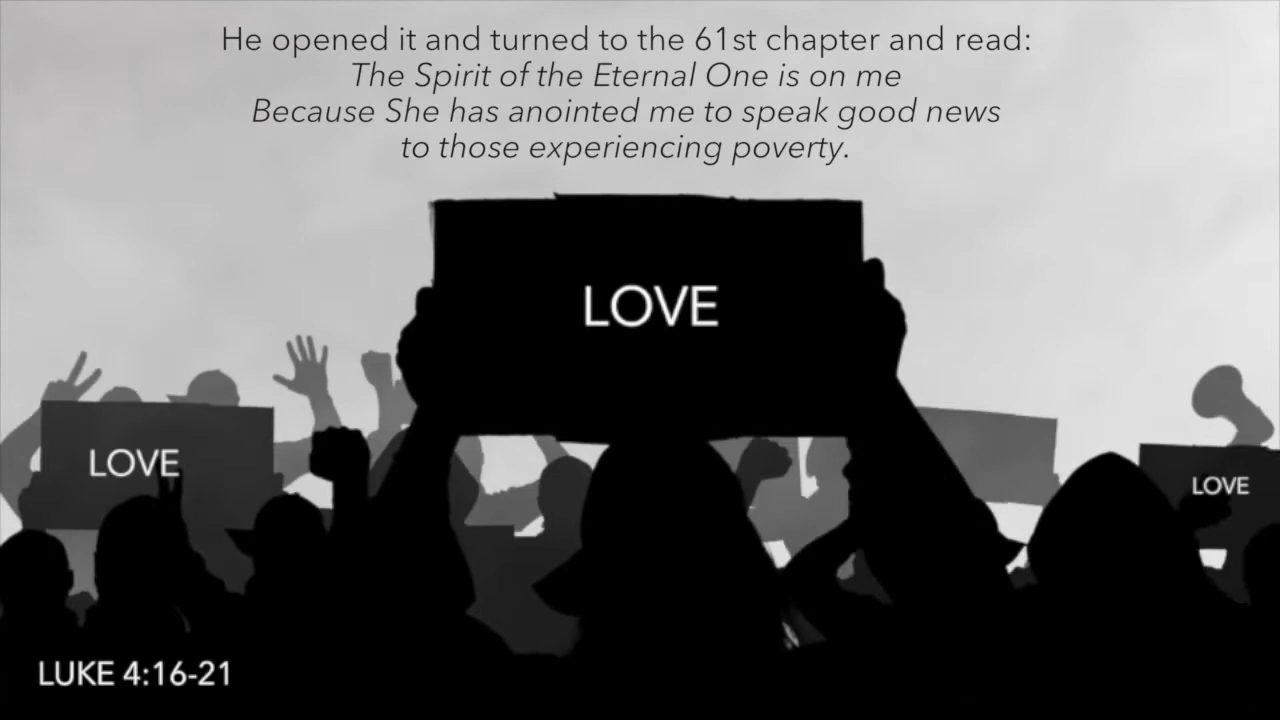 He opened it and turned to the 61st chapter and read:
The Spirit of the Eternal One is on me
Because She has anointed me to speak good news
to those experiencing poverty.
LOVE
LOVE
LOVE
LUKE 4:16-21